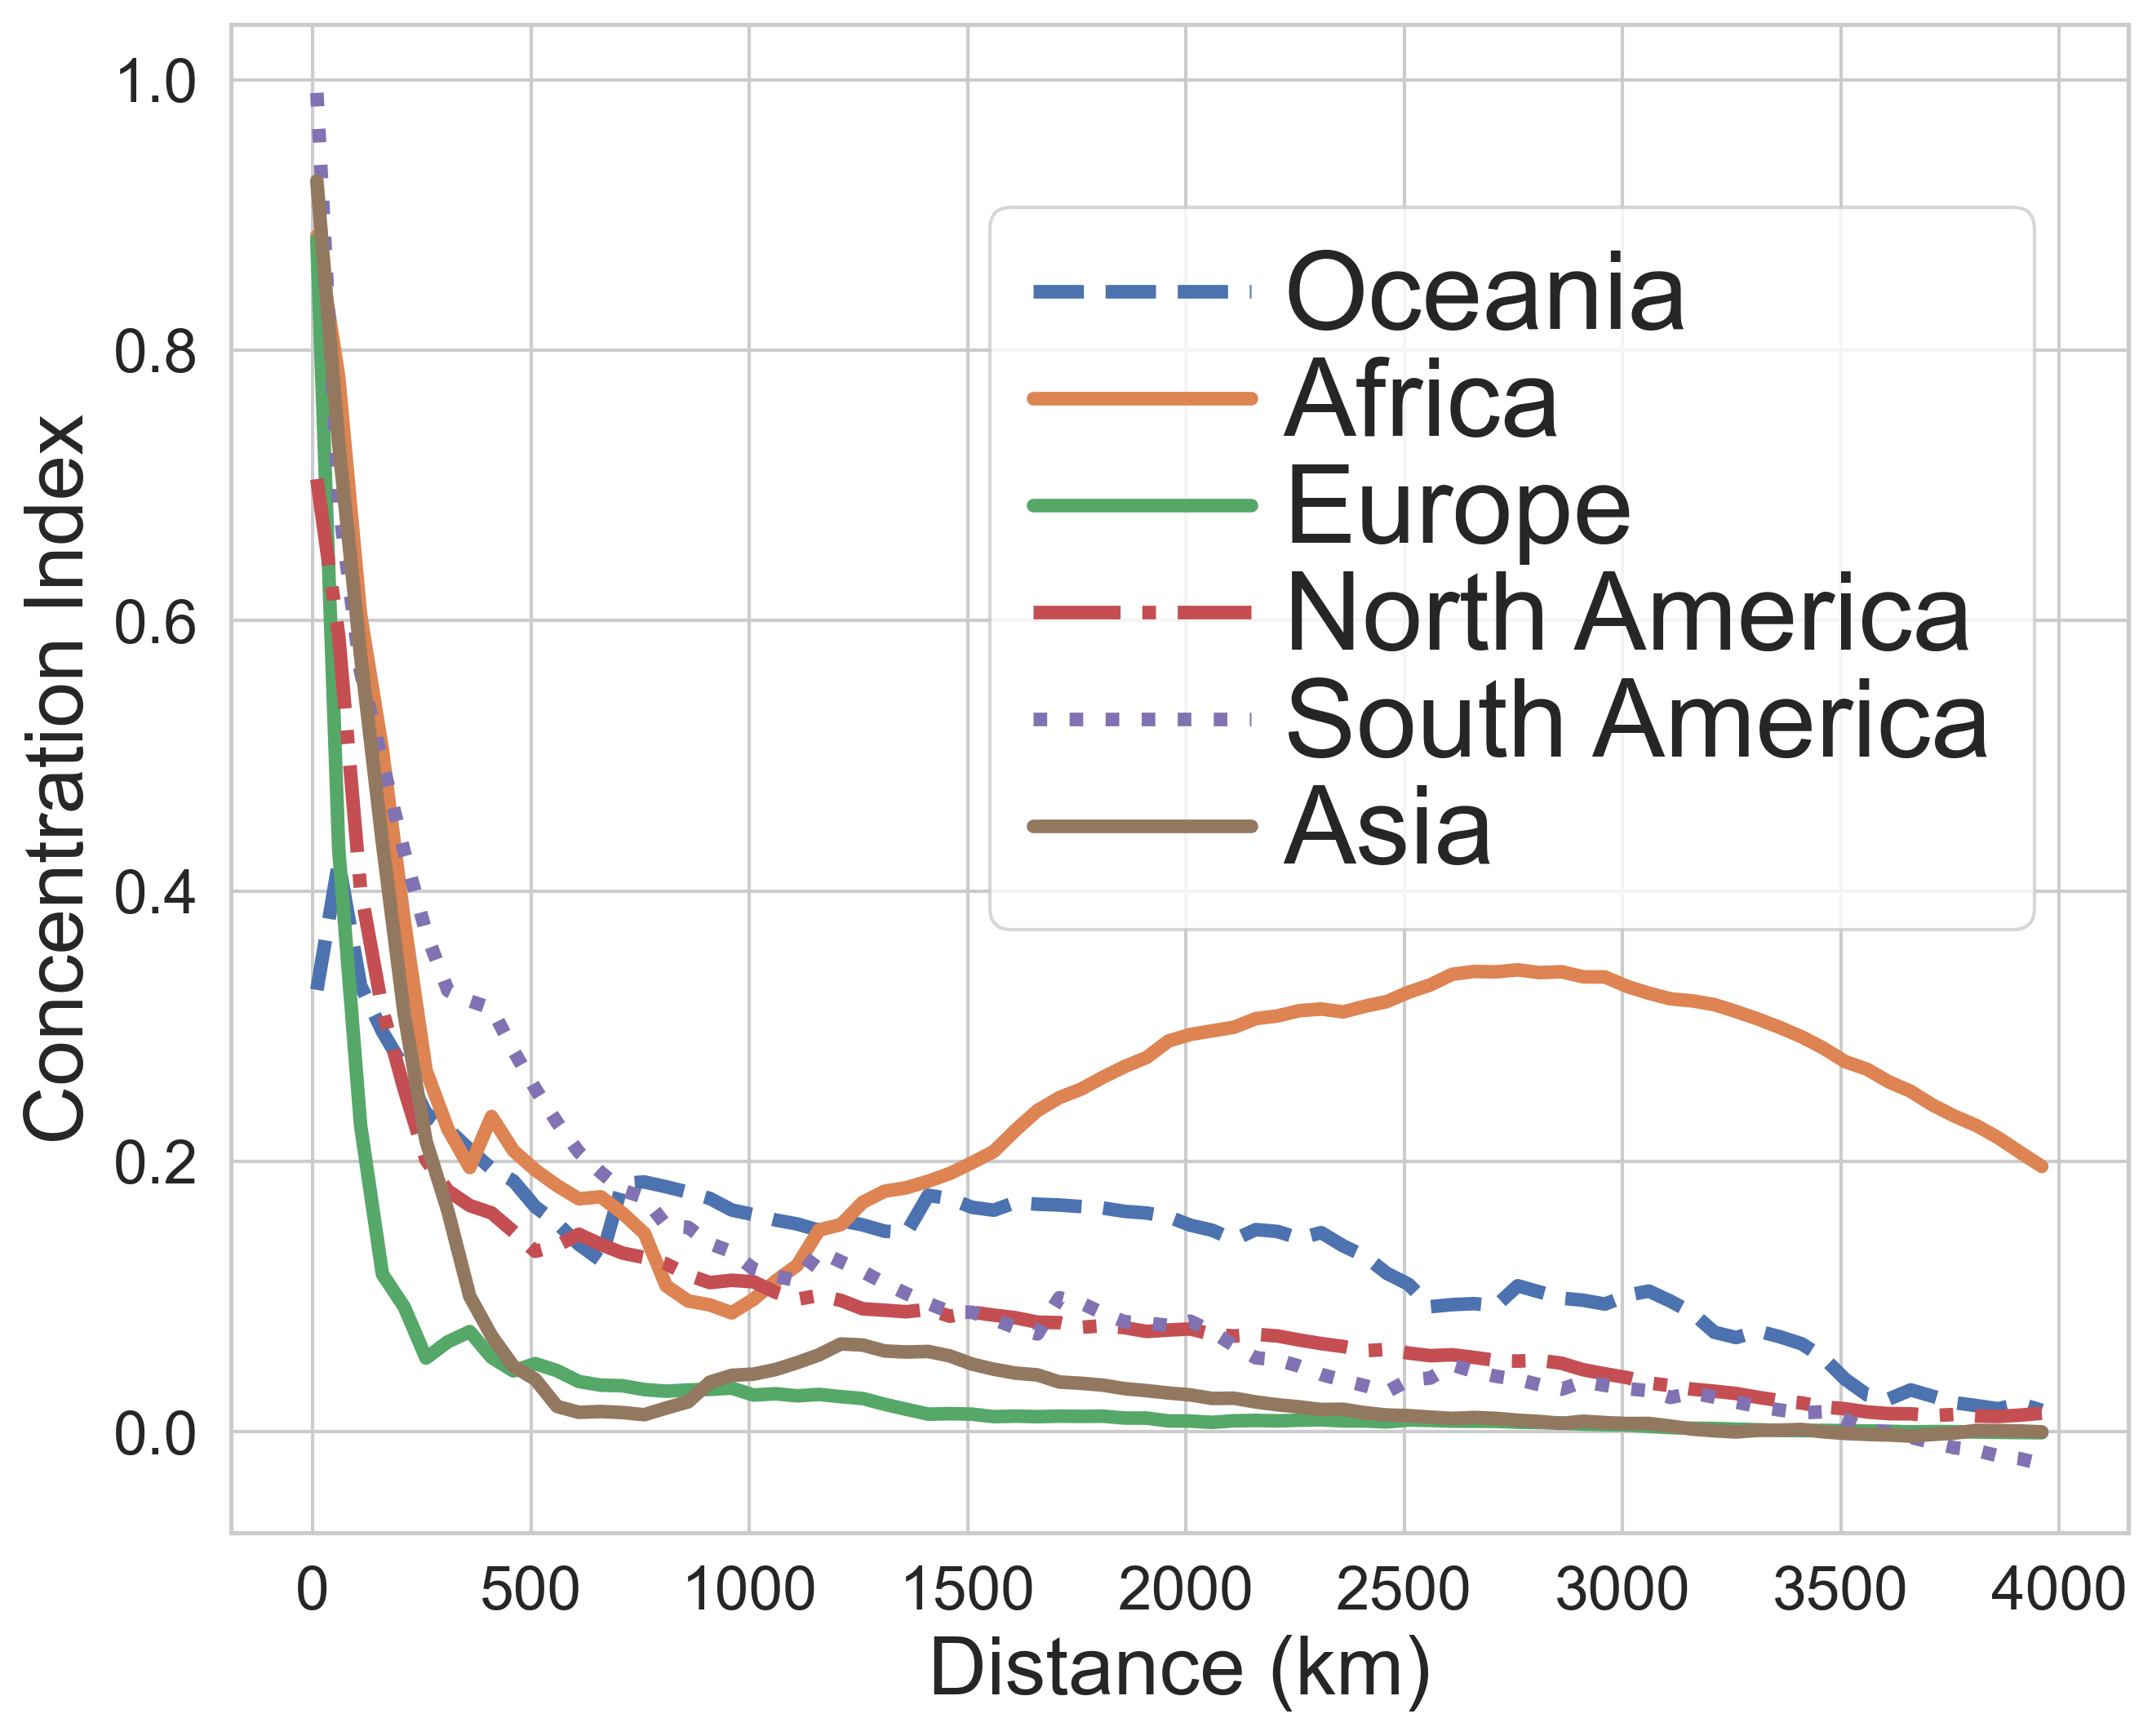 1.0
0.8
0.6
0.4
0.2
0.0
Concentration Index
Oceania
Africa
Europe
North America
South America
Asia
0 500 1000 1500 2000 2500 3000 3500 4000
Distance (km)